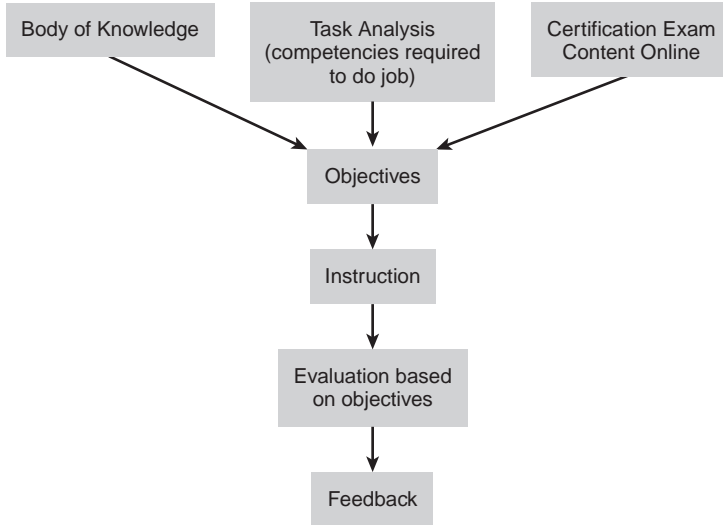 Body of Knowledge
Task Analysis
(competencies required
to do job)
Certification Exam
Content Online
Objectives
Instruction
Evaluation based
on objectives
Feedback